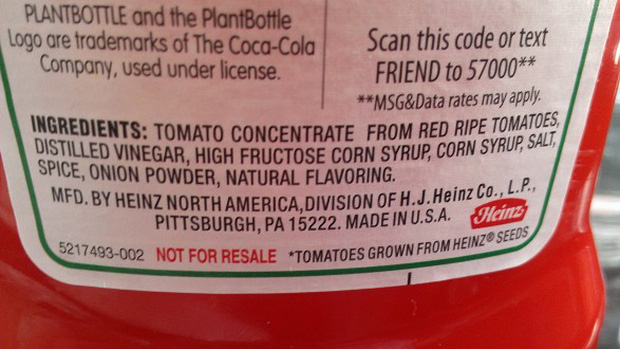 PLANTBOTTLE and the PlantBottle
Logo are trademarks of The Coca-Cola
Company, used under license.
Scan this code or text
FRIEND to 57000**
**MSG&Data rates may apply.
INGREDIENTS: TOMATO CONCENTRATE FROM RED RIPE TOMATOES,
DISTILLED VINEGAR, HIGH FRUCTOSE CORN SYRUP, CORN SYRUP, SALT,
SPICE, ONION POWDER, NATURAL FLAVORING.
MFD. BY HEINZ NORTH AMERICA, DIVISION OF H.J.Heinz Co., L.P.,
PITTSBURGH, PA 15222. MADE IN U.S.A.
Heinz
5217493-002 NOT FOR RESALE *TOMATOES GROWN FROM HEINZ® SEEDS